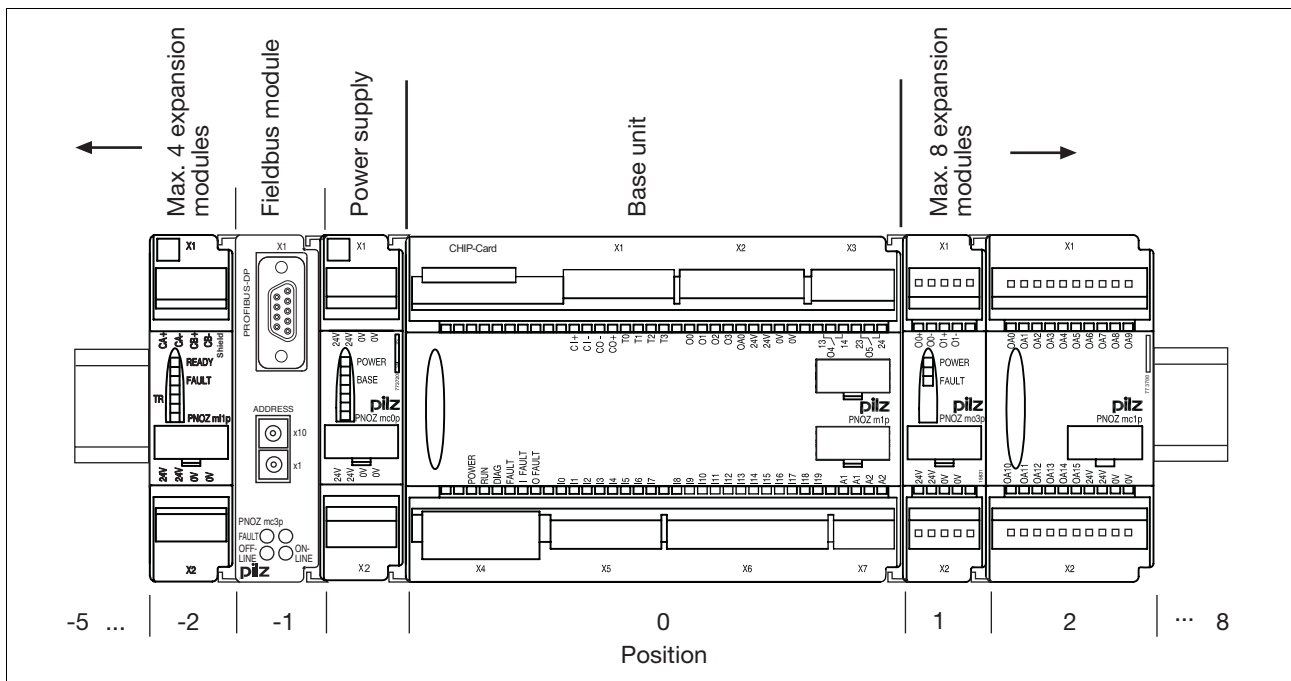 Max. 4 expansion
modules
Fieldbus module
Power supply
Base unit
Max. 8 expansion
modules
X1
CA+
CA-
CB+
CB-
Shield
READY
FAULT
TR
PNOZ ml1p
24V
24V
0V
0V
X2
X1
PROFIBUS-DP
ADDRESS
x10
x1
PNOZ mc3p
FAULT
OFF-
LINE
ON-
LINE
pilz
X1
24V
24V
0V
0V
POWER
BASE
pilz
PNOZ mc0p
24V
24V
0V
0V
X2
CHIP-Card
X1
X2
X3
CI+
CI -
CO -
CO+
T0
T1
T2
T3
O0
O1
O2
O3
OA0
24V
24V
0V
0V
13
O4
14
23
O5
24
pilz
PNOZ m1p
POWER
RUN
DIAG
FAULT
I FAULT
O FAULT
I0
I1
I2
I3
I4
I5
I6
I7
I8
I9
I10
I11
I12
I13
I14
I15
I16
I17
I18
I19
A1
A1
A2
A2
X4
X5
X6
X7
X1
O0+
O0-
O1+
O1-
POWER
FAULT
pilz
PNOZ mo3p
24V
24V
0V
0V
X2
X1
OA0
OA1
OA2
OA3
OA4
OA5
OA6
OA7
OA8
OA9
pilz
PNOZ mc1p
OA10
OA11
OA12
OA13
OA14
OA15
24V
24V
0V
0V
X2
-5 ... -2 -1 0 1 2 ... 8
Position